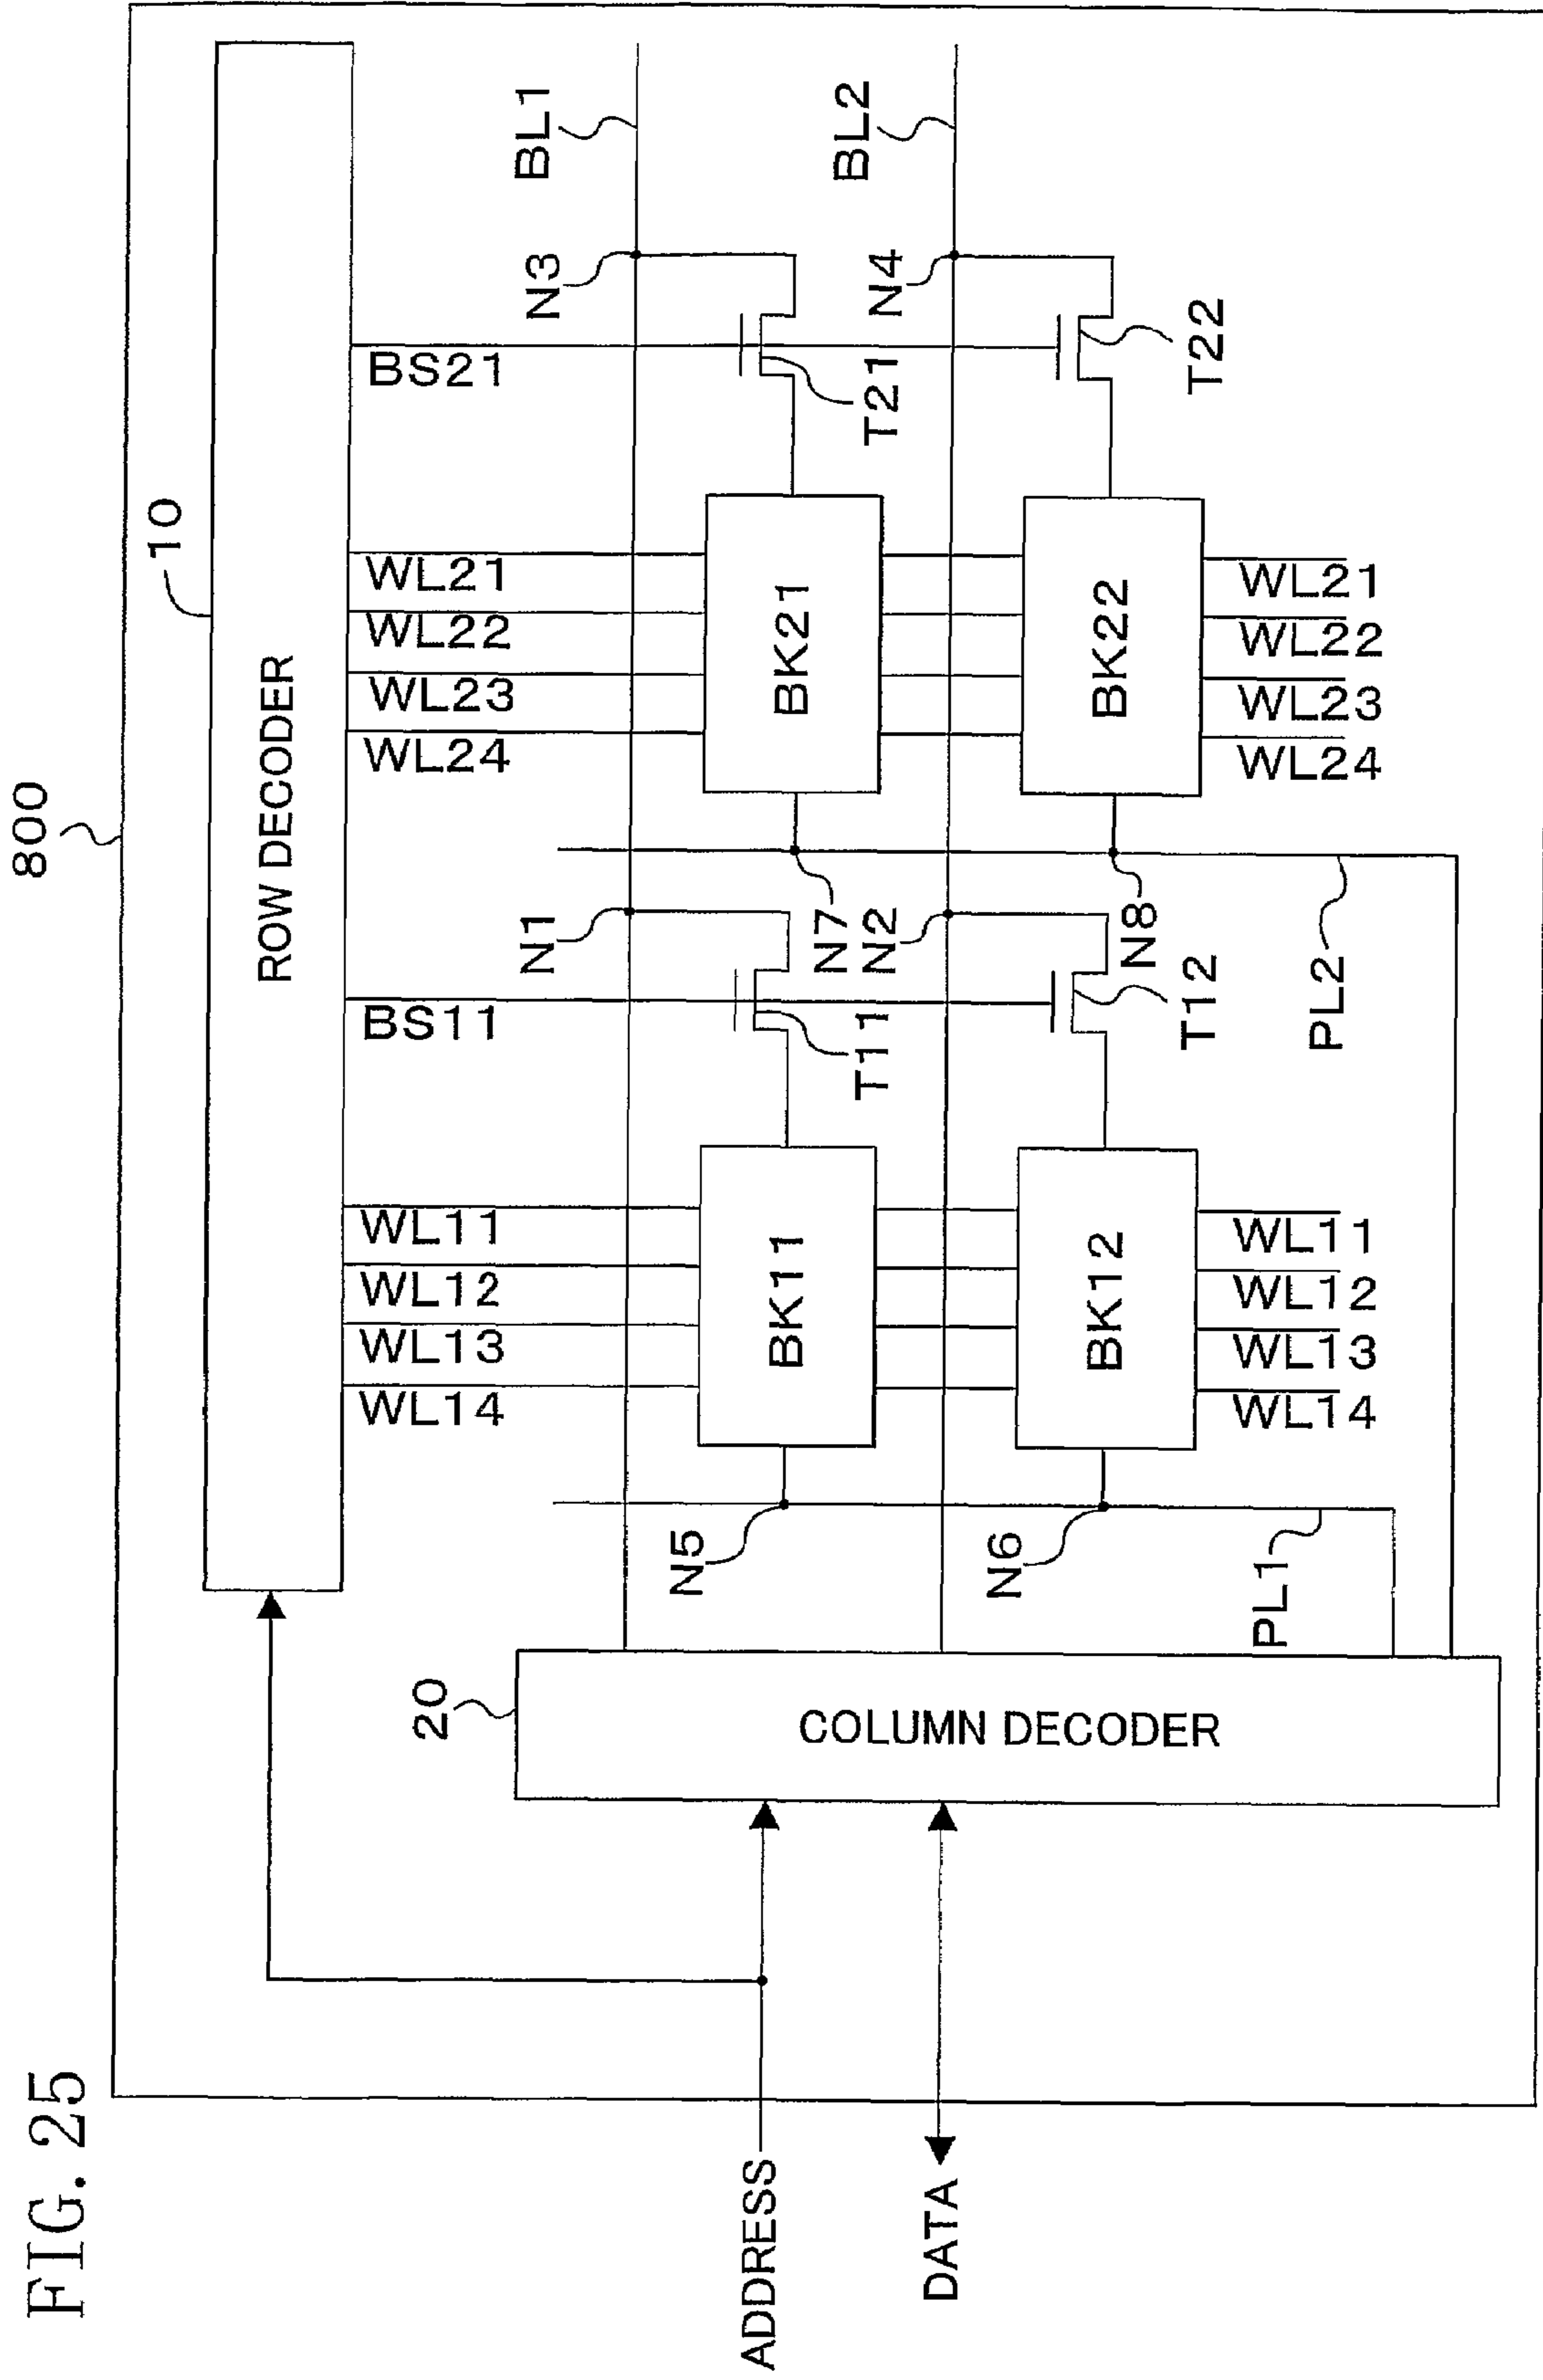 FIG. 25
800
10
ROW DECODER
WL14
WL13
WL12
WL11
BS11
WL24
WL23
WL22
WL21
BS21
BL1
N1
N3
20
COLUMN DECODER
ADDRESS
DATA
N5
BK11
T11
N7
BK21
T21
BL2
N2
N4
N6
BK12
T12
N8
BK22
T22
WL14
WL13
WL12
WL11
WL24
WL23
WL22
WL21
PL1
PL2